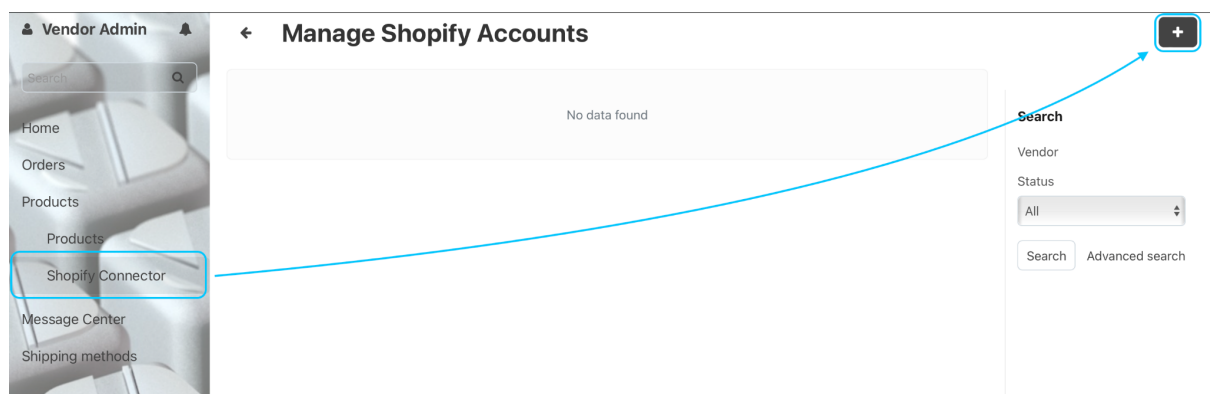 Vendor Admin
Search
Home
Orders
Products
Products
Shopify Connector
Message Center
Shipping methods
Manage Shopify Accounts
+
No data found
Search
Vendor
Status
All
Search Advanced search